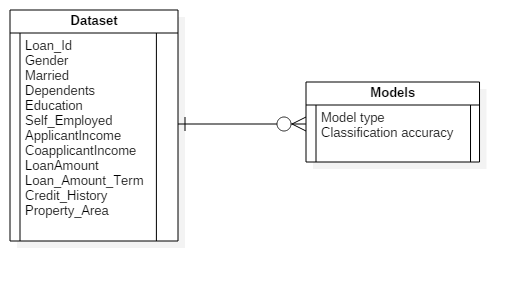 Dataset
Loan_Id
Gender
Married
Dependents
Education
Self_Employed
ApplicantIncome
CoapplicantIncome
LoanAmount
Loan_Amount_Term
Credit_History
Property_Area
Models
Model type
Classification accuracy